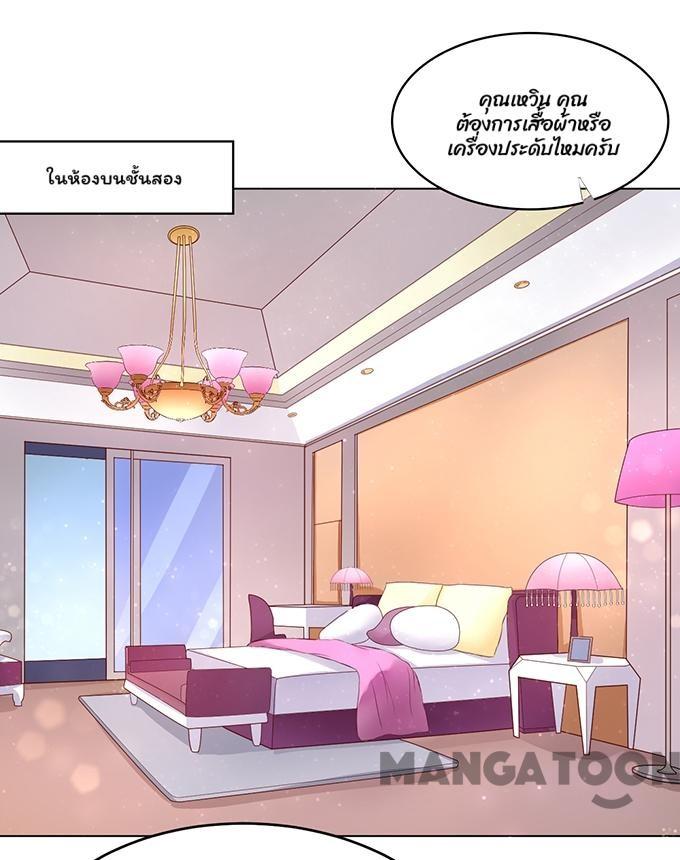 คุณเหวิน คุณ
ต้องการเสื้อผ้าหรือ
เครื่องประดับไหมครับ
ในห้องบนชั้นสอง
MANGATOON